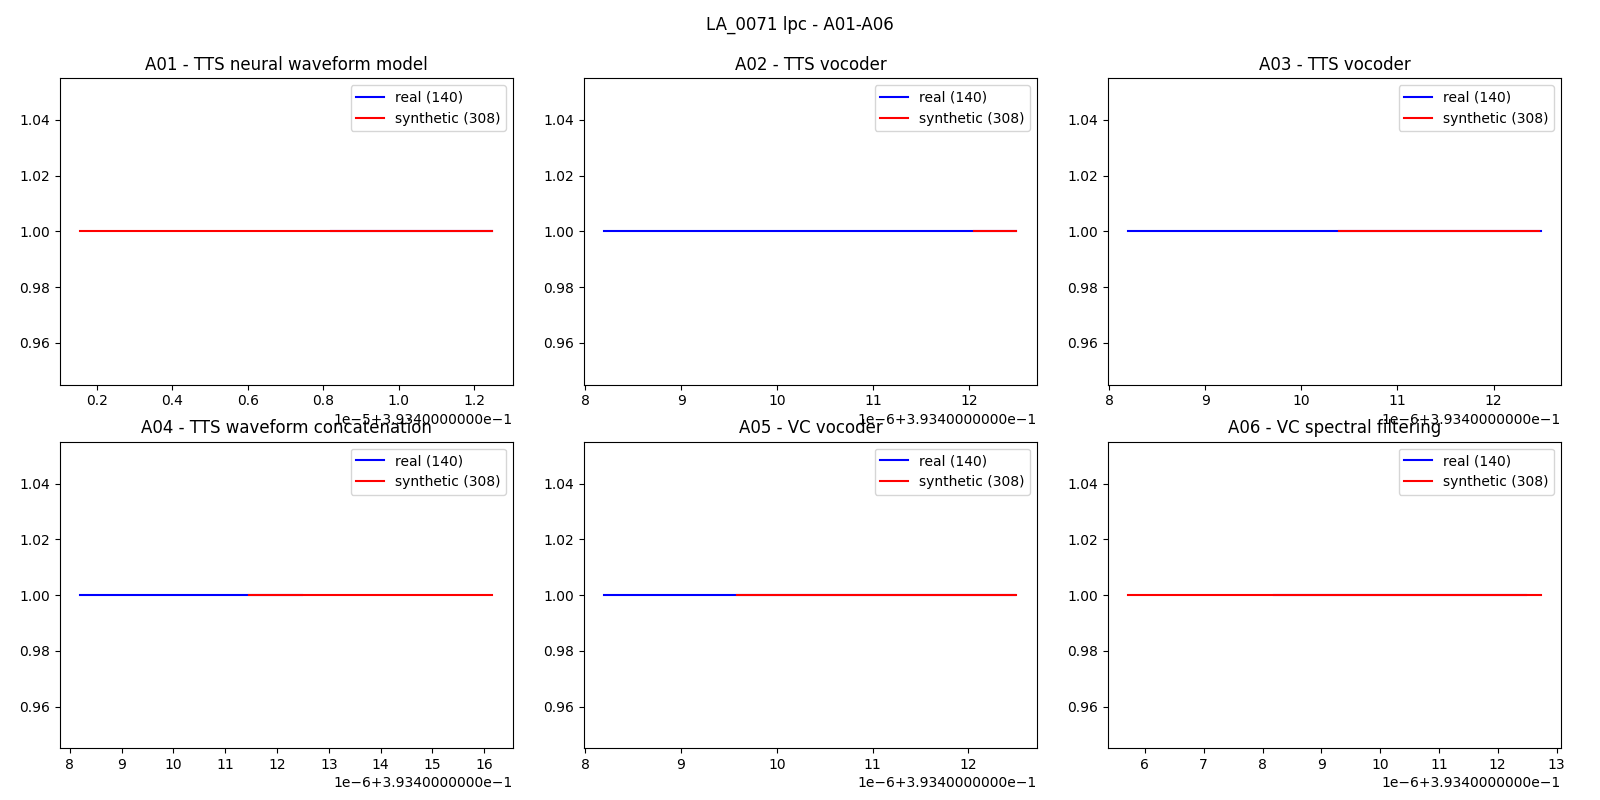 LA_0071 lpc - A01-A06
A01 - TTS neural waveform model
real (140)
synthetic (308)
1.04
1.02
1.00
0.98
0.96
0.2 0.4 0.6 0.8 1.0 1.2
1e−5+3.9340000000e−1
A02 - TTS vocoder
real (140)
synthetic (308)
1.04
1.02
1.00
0.98
0.96
8 9 10 11 12
1e−6+3.9340000000e−1
A03 - TTS vocoder
real (140)
synthetic (308)
1.04
1.02
1.00
0.98
0.96
8 9 10 11 12
1e−6+3.9340000000e−1
A04 - TTS waveform concatenation
real (140)
synthetic (308)
1.04
1.02
1.00
0.98
0.96
8 9 10 11 12 13 14 15 16
1e−6+3.9340000000e−1
A05 - VC vocoder
real (140)
synthetic (308)
1.04
1.02
1.00
0.98
0.96
8 9 10 11 12
1e−6+3.9340000000e−1
A06 - VC spectral filtering
real (140)
synthetic (308)
1.04
1.02
1.00
0.98
0.96
6 7 8 9 10 11 12 13
1e−6+3.9340000000e−1